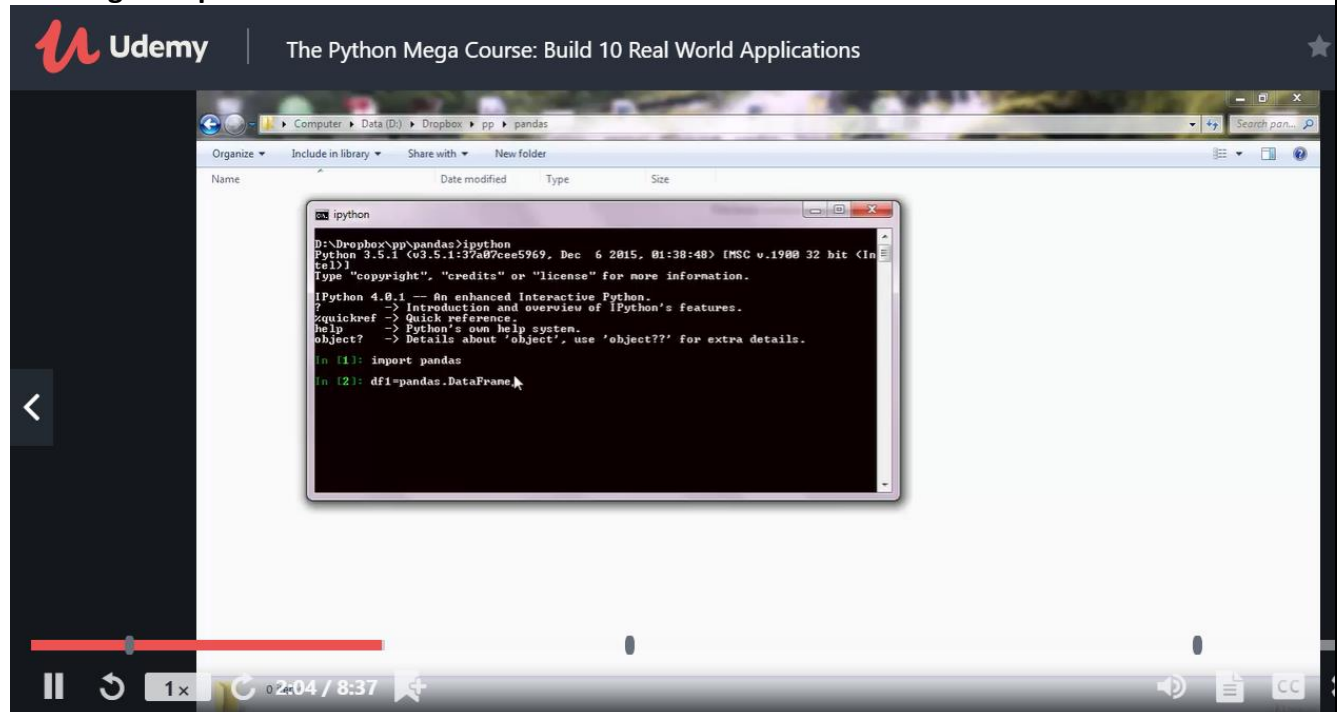 Udemy
The Python Mega Course: Build 10 Real World Applications
Computer Data (D:) Dropbox pp pandas
Search pan...
Organize Include in library Share with New folder
Name Date modified Type Size
ipython
D:\Dropbox\pp\pandas>ipython
Python 3.5.1 (v3.5.1:37a07cee5969, Dec 6 2015, 01:38:48) [MSC v.1900 32 bit (In
tel)]
Type "copyright", "credits" or "license" for more information.
IPython 4.0.1 -- An enhanced Interactive Python.
? -> Introduction and overview of IPython's features.
%quickref -> Quick reference.
help -> Python's own help system.
object? -> Details about 'object', use 'object??' for extra details.
In [1]: import pandas
In [2]: df1=pandas.DataFrame
1x
2:04 / 8:37
CC